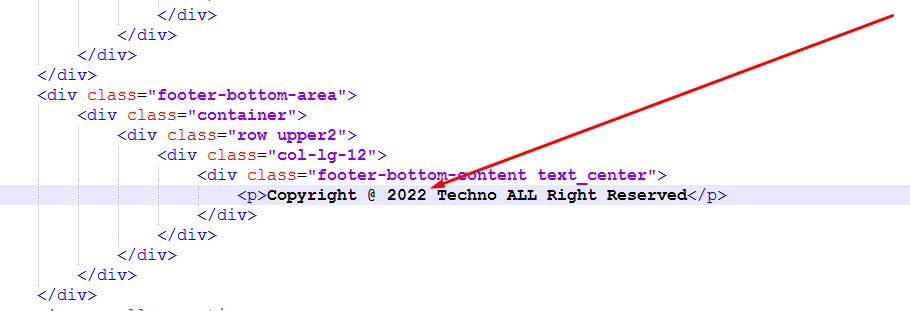 </div>
</div>
</div>
</div>
<div class="footer-bottom-area">
<div class="container">
<div class="row upper2">
<div class="col-lg-12">
<div class="footer-bottom-content text_center">
<p>Copyright @ 2022 Techno ALL Right Reserved</p>
</div>
</div>
</div>
</div>
</div>